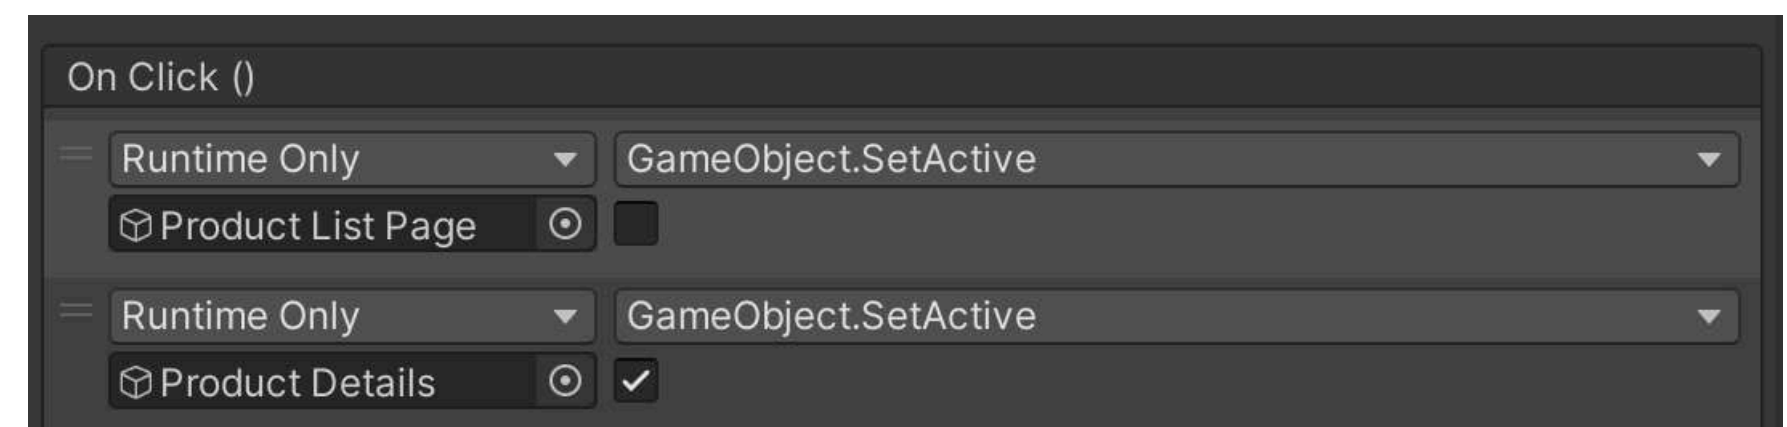 On Click ()
Runtime Only GameObject.SetActive
Product List Page
Runtime Only GameObject.SetActive
Product Details